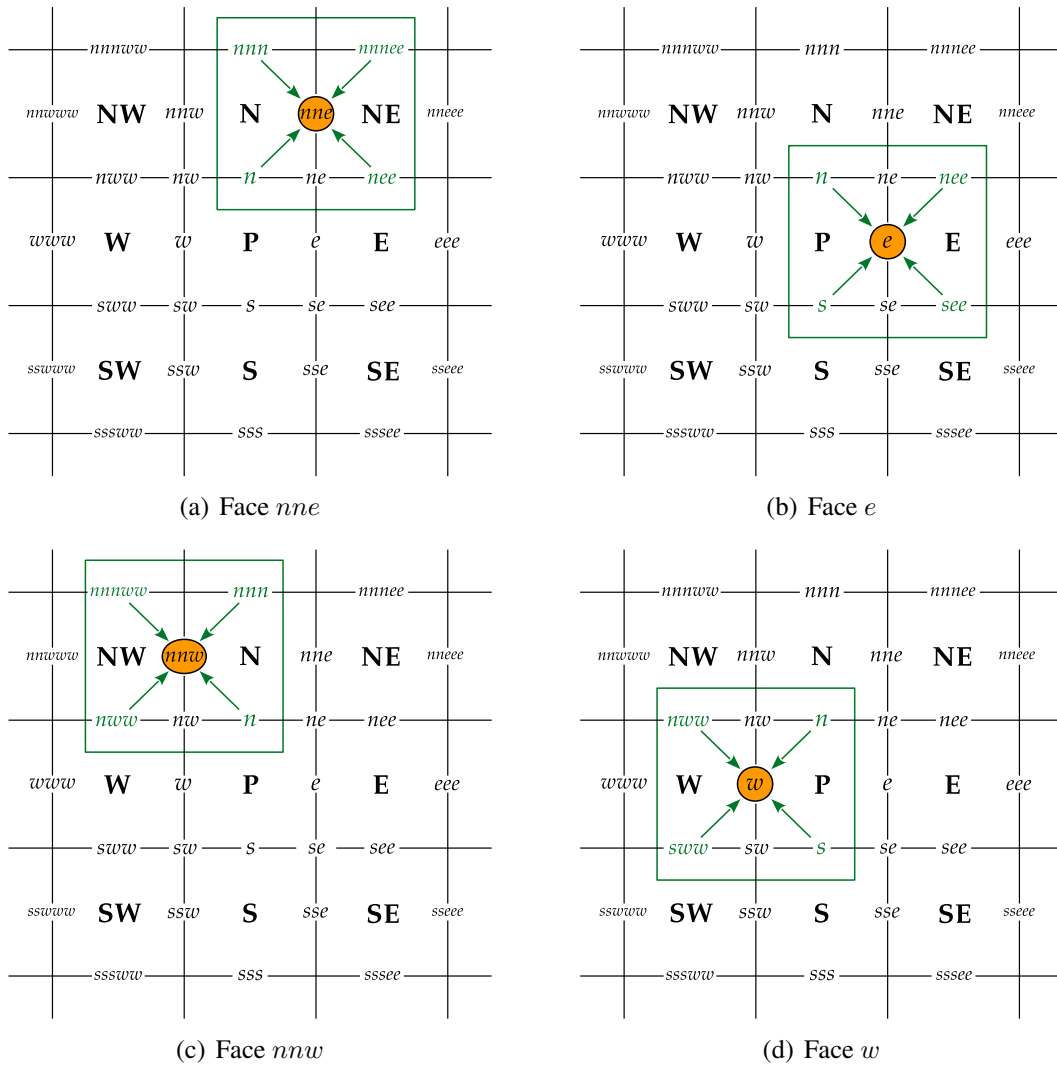 nnnww nnn nnnee nnnww nnn nnnee
nnwww NW nnw N nne NE nneee nnwww NW nnw N nne NE nneee
nww nw n ne nee nww nw n ne nee
www W w P e E eee www W w P e E eee
sww sw s se see sww sw s se see
sswww SW ssw S sse SE sseee sswww SW ssw S sse SE sseee
sssww sss sssee sssww sss sssee
(a) Face nne (b) Face e
nnnww nnn nnnee nnnww nnn nnnee
nnwww NW nnw N nne NE nneee nnwww NW nnw N nne NE nneee
nww nw n ne nee nww nw n ne nee
www W w P e E eee www W w P e E eee
sww sw s se see sww sw s se see
sswww SW ssw S sse SE sseee sswww SW ssw S sse SE sseee
sssww sss sssee sssww sss sssee
(c) Face nnw (d) Face w